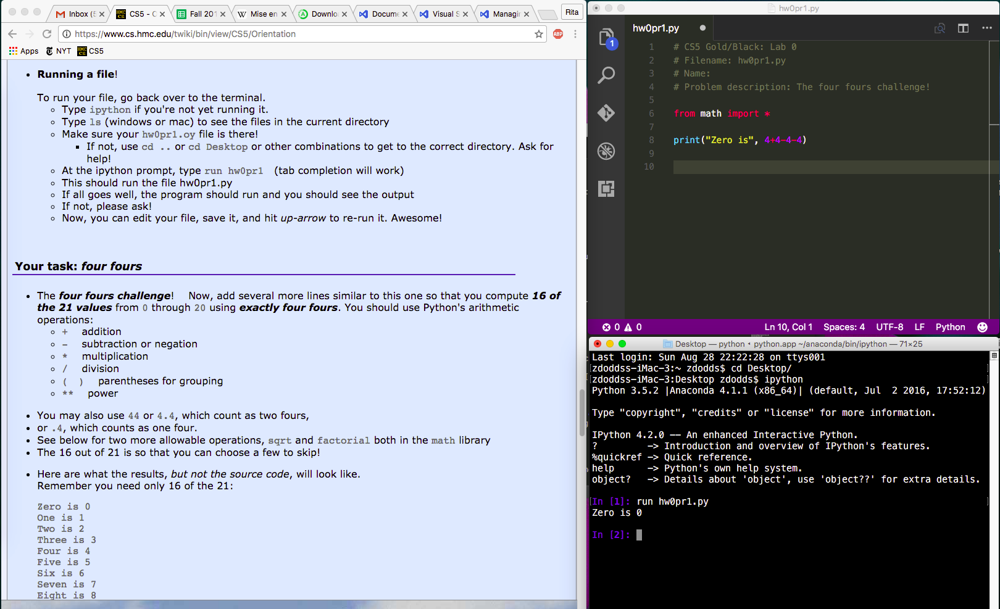 Inbox (5
CS5 - C
Fall 201
Mise en
Downlo
Docume
Visual S
Managi
Rita
https://www.cs.hmc.edu/twiki/bin/view/CS5/Orientation
ABP
Apps
NYT
CS5
Running a file!
To run your file, go back over to the terminal.
Type ipython if you're not yet running it.
Type ls (windows or mac) to see the files in the current directory
Make sure your hw0pr1.oy file is there!
If not, use cd .. or cd Desktop or other combinations to get to the correct directory. Ask for
help!
At the ipython prompt, type run hw0pr1 (tab completion will work)
This should run the file hw0pr1.py
If all goes well, the program should run and you should see the output
If not, please ask!
Now, you can edit your file, save it, and hit up-arrow to re-run it. Awesome!
Your task: four fours
The four fours challenge! Now, add several more lines similar to this one so that you compute 16 of
the 21 values from 0 through 20 using exactly four fours. You should use Python's arithmetic
operations:
+ addition
- subtraction or negation
* multiplication
/ division
( ) parentheses for grouping
** power
You may also use 44 or 4.4, which count as two fours,
or .4, which counts as one four.
See below for two more allowable operations, sqrt and factorial both in the math library
The 16 out of 21 is so that you can choose a few to skip!
Here are what the results, but not the source code, will look like.
Remember you need only 16 of the 21:
Zero is 0
One is 1
Two is 2
Three is 3
Four is 4
Five is 5
Six is 6
Seven is 7
Eight is 8
hw0pr1.py
hw0pr1.py
1
1 # CS5 Gold/Black: Lab 0
2 # Filename: hw0pr1.py
3 # Name:
4 # Problem description: The four fours challenge!
5
6 from math import *
7
8 print("Zero is", 4+4-4-4)
9
10
0 0 Ln 10, Col 1 Spaces: 4 UTF-8 LF Python
Desktop — python • python.app ~/anaconda/bin/ipython — 71×25
Last login: Sun Aug 28 22:22:28 on ttys001
[zdoddss-iMac-3:~ zdodds$ cd Desktop/ ]
[zdoddss-iMac-3:Desktop zdodds$ ipython ]
Python 3.5.2 |Anaconda 4.1.1 (x86_64)| (default, Jul  2 2016, 17:52:12)
Type "copyright", "credits" or "license" for more information.
IPython 4.2.0 -- An enhanced Interactive Python.
? -> Introduction and overview of IPython's features.
%quickref -> Quick reference.
help -> Python's own help system.
object? -> Details about 'object', use 'object??' for extra details.
[In [1]: run hw0pr1.py ]
Zero is 0
In [2]: